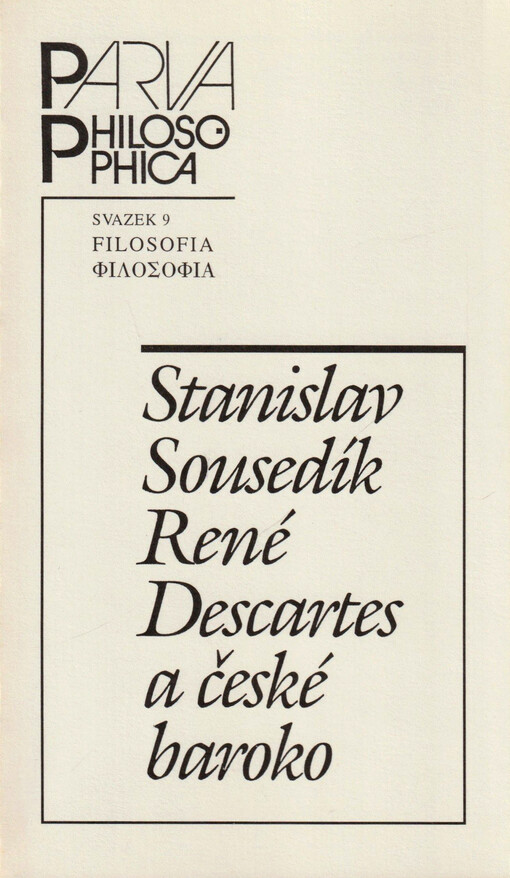 PARVA
PHILOSO-
PHICA
SVAZEK 9
FILOSOFIA
ΦΙΛΟΣΟΦΙΑ
Stanislav
Sousedík
René
Descartes
a české
baroko